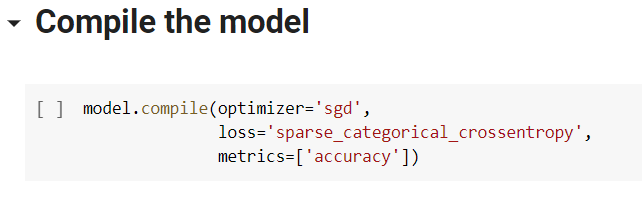 Compile the model
[ ] model.compile(optimizer='sgd',
loss='sparse_categorical_crossentropy',
metrics=['accuracy'])